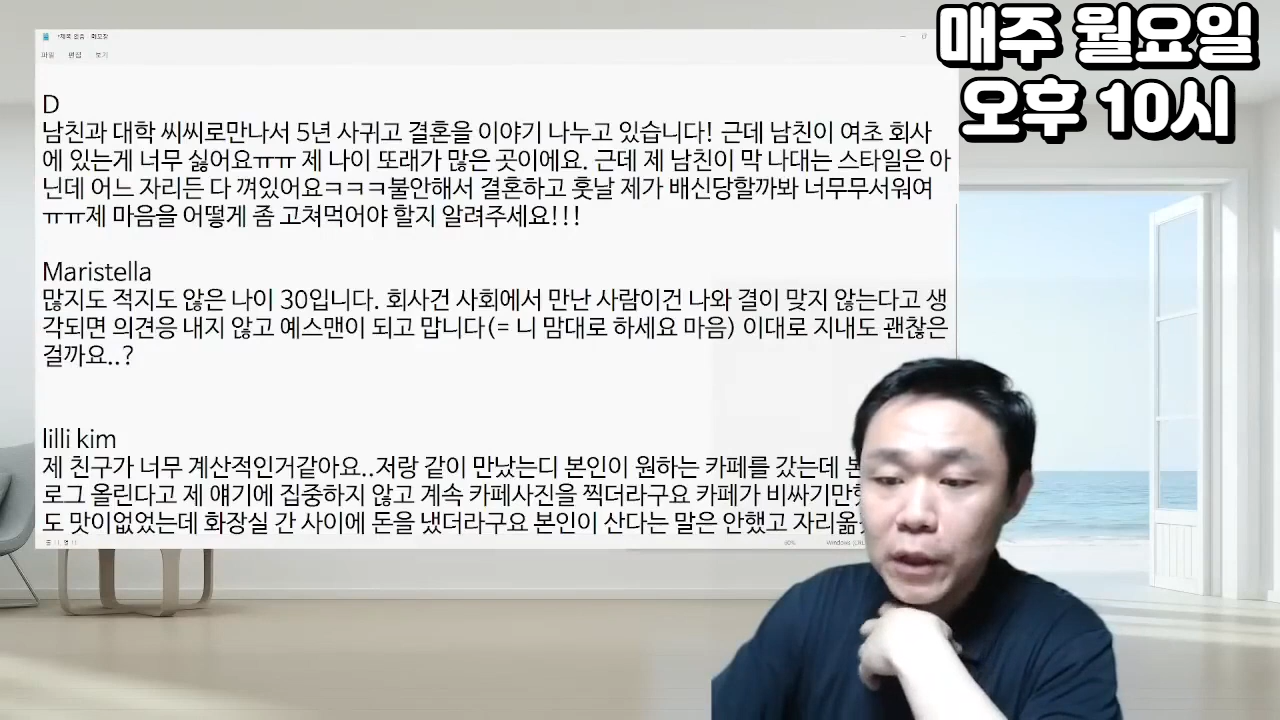 매주 월요일
오후 10시
파일 편집 보기
D
남친과 대학 씨씨로만나서 5년 사귀고 결혼을 이야기 나누고 있습니다! 근데 남친이 여초 회사
에 있는게 너무 싫어요ㅠㅠ 제 나이 또래가 많은 곳이에요. 근데 제 남친이 막 나대는 스타일은 아
닌데 어느 자리든 다 껴있어요ㅋㅋㅋ불안해서 결혼하고 훗날 제가 배신당할까봐 너무무서워여
ㅠㅠ제 마음을 어떻게 좀 고쳐먹어야 할지 알려주세요!!!
Maristella
많지도 적지도 않은 나이 30입니다. 회사건 사회에서 만난 사람이건 나와 결이 맞지 않는다고 생
각되면 의견응 내지 않고 예스맨이 되고 맙니다(= 니 맘대로 하세요 마음) 이대로 지내도 괜찮은
걸까요..?
lilli kim
제 친구가 너무 계산적인거같아요..저랑 같이 만났는디 본인이 원하는 카페를 갔는데
로그 올린다고 제 얘기에 집중하지 않고 계속 카페사진을 찍더라구요 카페가 비싸기만
도 맛이없었는데 화장실 간 사이에 돈을 냈더라구요 본인이 산다는 말은 안했고